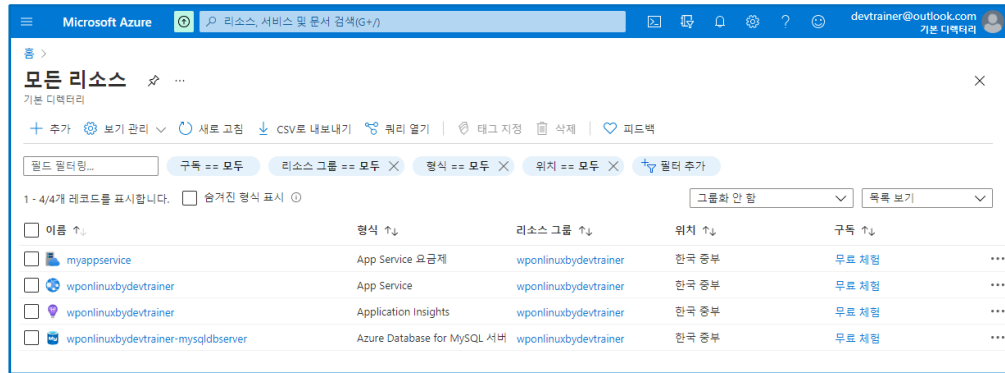 Microsoft Azure
리소스, 서비스 및 문서 검색(G+/)
devtrainer@outlook.com
기본 디렉터리
홈 >
모든 리소스
기본 디렉터리
추가 보기 관리 새로 고침 CSV로 내보내기 쿼리 열기 태그 지정 삭제 피드백
필드 필터링... 구독 == 모두 리소스 그룹 == 모두 형식 == 모두 위치 == 모두 필터 추가
1 - 4/4개 레코드를 표시합니다. 숨겨진 형식 표시 그룹화 안 함 목록 보기
이름 형식 리소스 그룹 위치 구독
myappservice App Service 요금제 wponlinuxbydevtrainer 한국 중부 무료 체험
wponlinuxbydevtrainer App Service wponlinuxbydevtrainer 한국 중부 무료 체험
wponlinuxbydevtrainer Application Insights wponlinuxbydevtrainer 한국 중부 무료 체험
wponlinuxbydevtrainer-mysqldbserver Azure Database for MySQL 서버 wponlinuxbydevtrainer 한국 중부 무료 체험